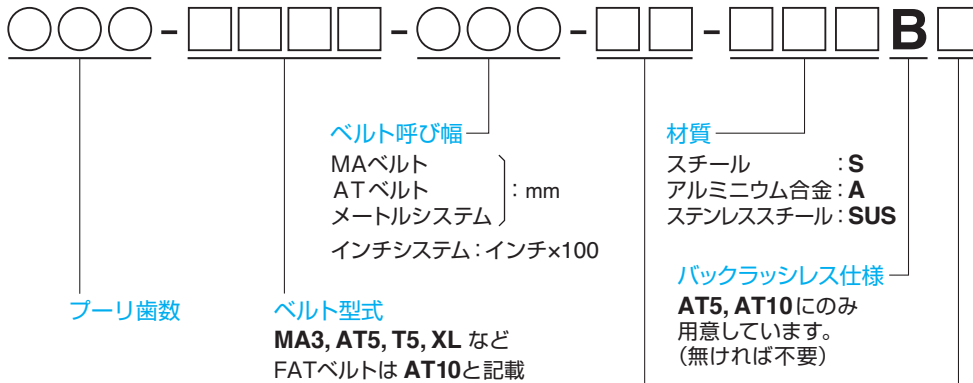 ○○○-□□□□-○○○-□□-□□□B□
ベルト呼び幅
MAベルト
ATベルト
メートルシステム
: mm
インチシステム：インチ×100
材質
スチール : S
アルミニウム合金：A
ステンレススチール：SUS
バックラッシレス仕様
AT5, AT10にのみ
用意しています。
（無ければ不要）
プーリ歯数
ベルト型式
MA3, AT5, T5, XL など
FATベルトは AT10と記載